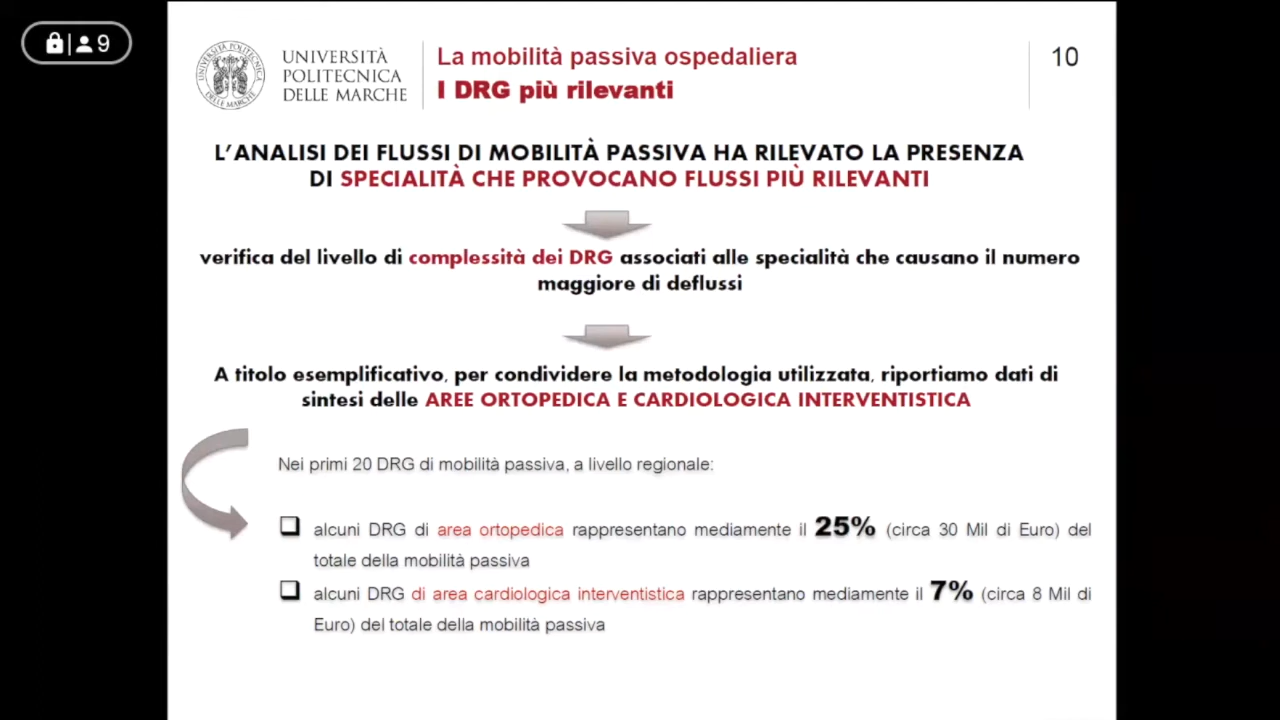 9
UNIVERSITÀ
POLITECNICA
DELLE MARCHE
La mobilità passiva ospedaliera
I DRG più rilevanti
10
L'ANALISI DEI FLUSSI DI MOBILITÀ PASSIVA HA RILEVATO LA PRESENZA
DI SPECIALITÀ CHE PROVOCANO FLUSSI PIÙ RILEVANTI
verifica del livello di complessità dei DRG associati alle specialità che causano il numero
maggiore di deflussi
A titolo esemplificativo, per condividere la metodologia utilizzata, riportiamo dati di
sintesi delle AREE ORTOPEDICA E CARDIOLOGICA INTERVENTISTICA
Nei primi 20 DRG di mobilità passiva, a livello regionale:
alcuni DRG di area ortopedica rappresentano mediamente il 25% (circa 30 Mil di Euro) del
totale della mobilità passiva
alcuni DRG di area cardiologica interventistica rappresentano mediamente il 7% (circa 8 Mil di
Euro) del totale della mobilità passiva